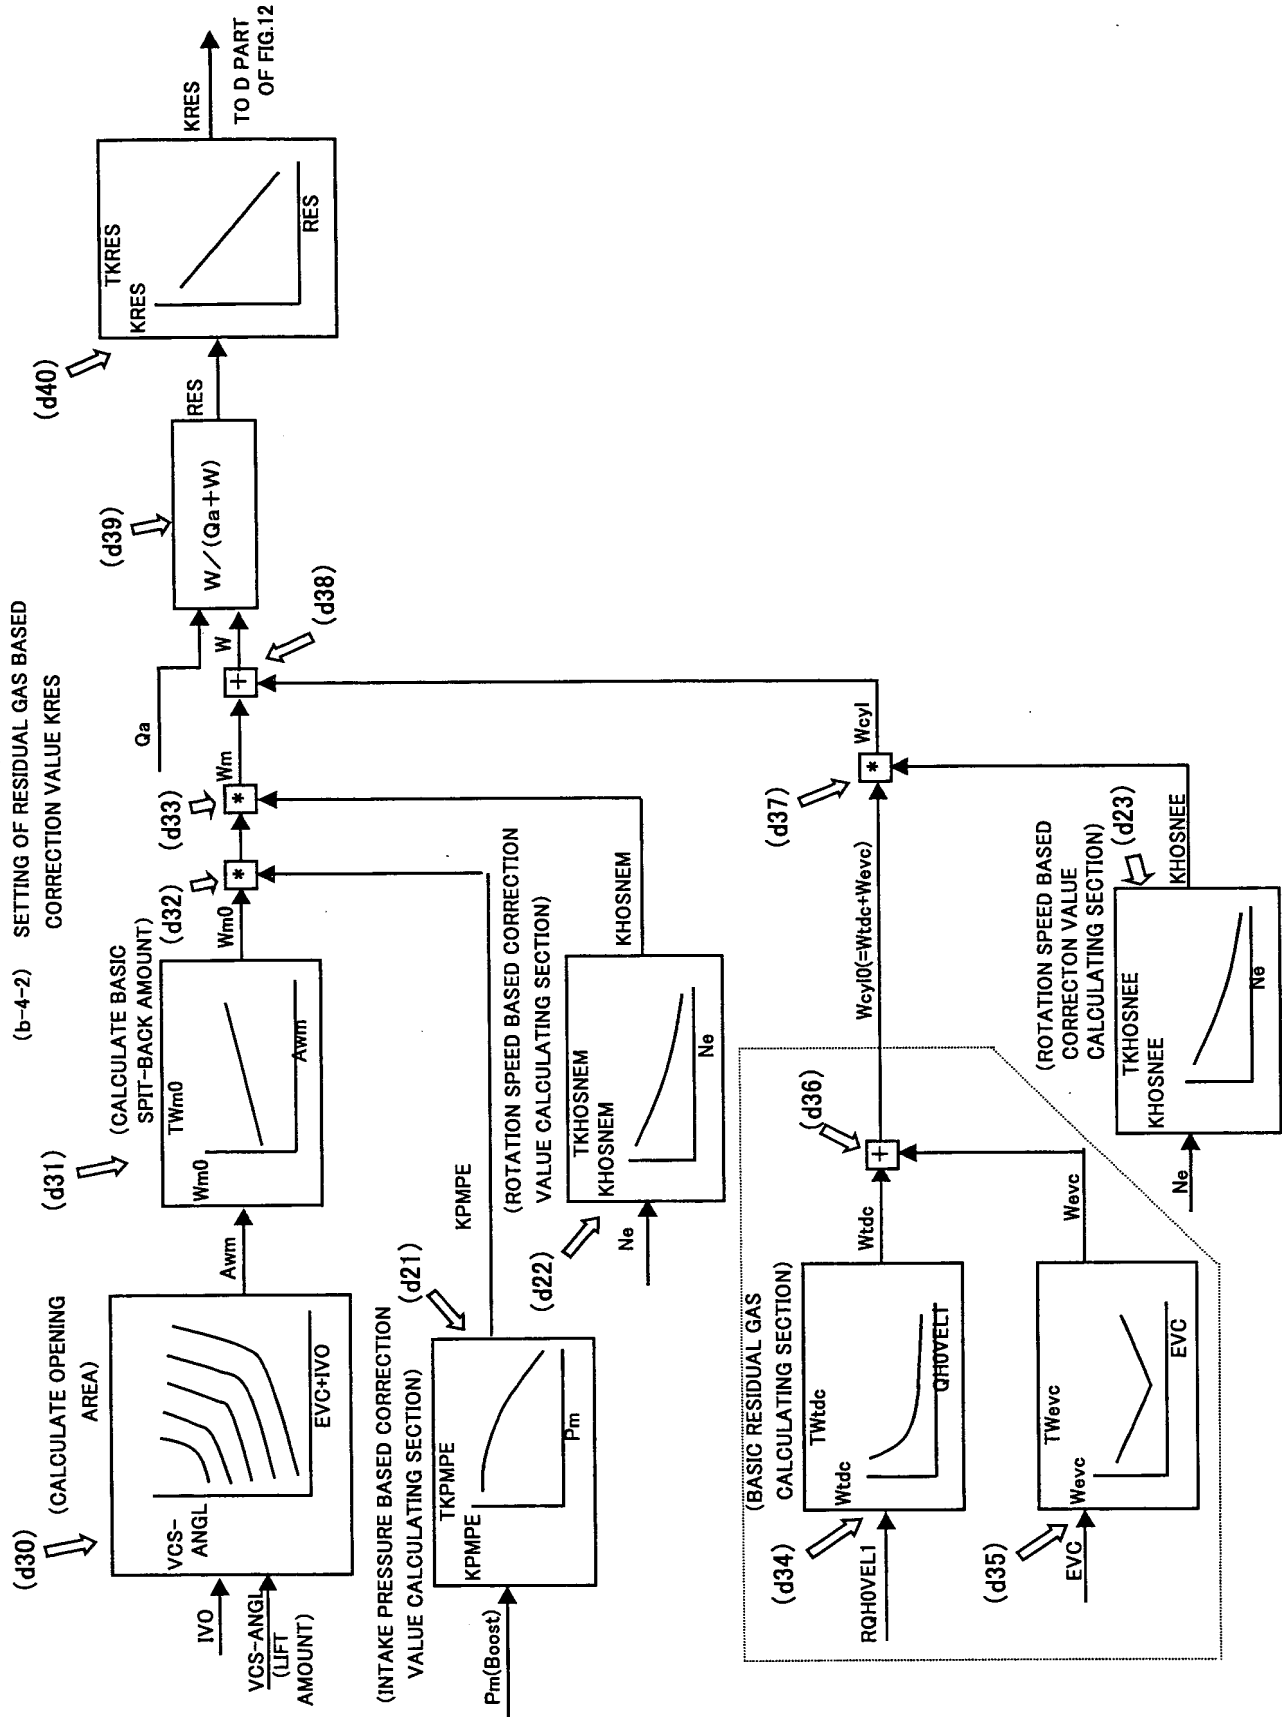 (b-4-2) SETTING OF RESIDUAL GAS BASED
CORRECTION VALUE KRES
(d30)
(CALCULATE OPENING
AREA)
VCS-
ANGL
EVC+IVO
IVO
VCS-ANGL
(LIFT
AMOUNT)
Awm
(d31)
(CALCULATE BASIC
SPIT-BACK AMOUNT)
TWm0
Wm0
Awm
Wm0
(d32)
*
(d33)
*
Wm
Qa
+
(d38)
W
(d39)
W/(Qa+W)
RES
(d40)
TKRES
KRES
RES
KRES
TO D PART
OF FIG.12
(INTAKE PRESSURE BASED CORRECTION
VALUE CALCULATING SECTION)
(d21)
TKPMPE
KPMPE
Pm
Pm(Boost)
KPMPE
(ROTATION SPEED BASED CORRECTION
VALUE CALCULATING SECTION)
(d22)
TKHOSNEM
KHOSNEM
Ne
Ne
KHOSNEM
(BASIC RESIDUAL GAS
CALCULATING SECTION)
(d34)
TWtdc
Wtdc
QH0VEL1
RQH0VEL1
Wtdc
(d35)
TWevc
Wevc
EVC
EVC
Wevc
(d36)
+
Wcyl0(=Wtdc+Wevc)
(d37)
*
Wcyl
(ROTATION SPEED BASED
CORRECTON VALUE
CALCULATING SECTION)
(d23)
TKHOSNEE
KHOSNEE
Ne
Ne
KHOSNEE